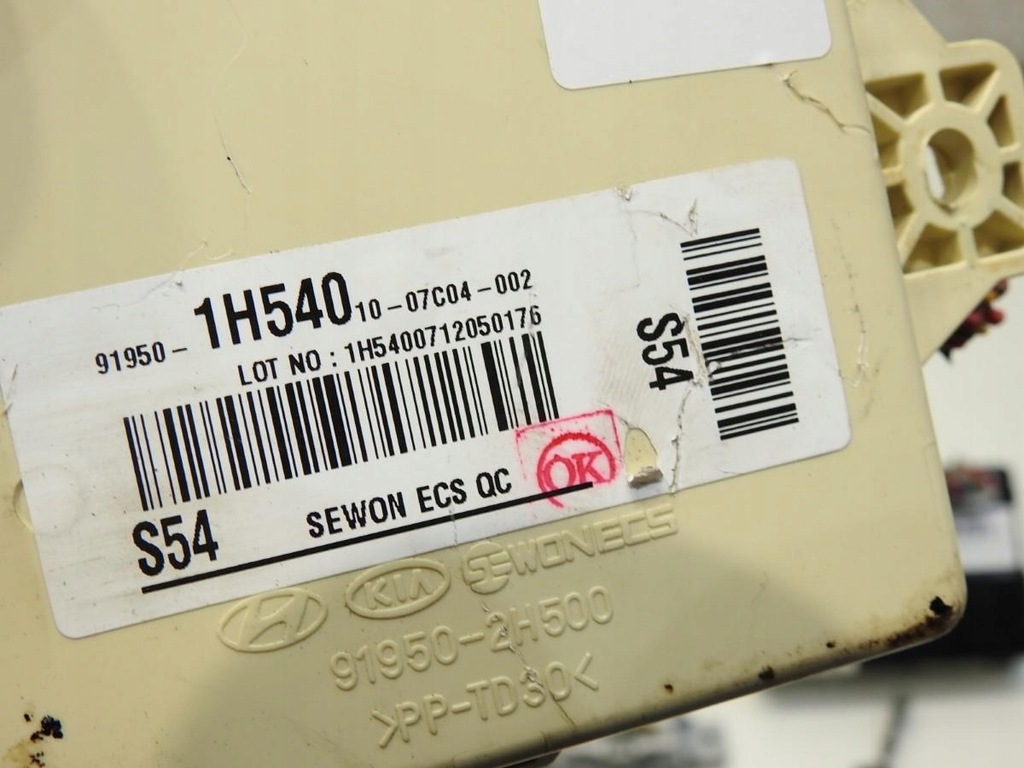 91950- 1H540 10-07C04-002
LOT NO : 1H5400712050176
S54
S54
SEWON ECS QC
OK
KIA SEWONECS
91950-2H500
>PP-TD30<